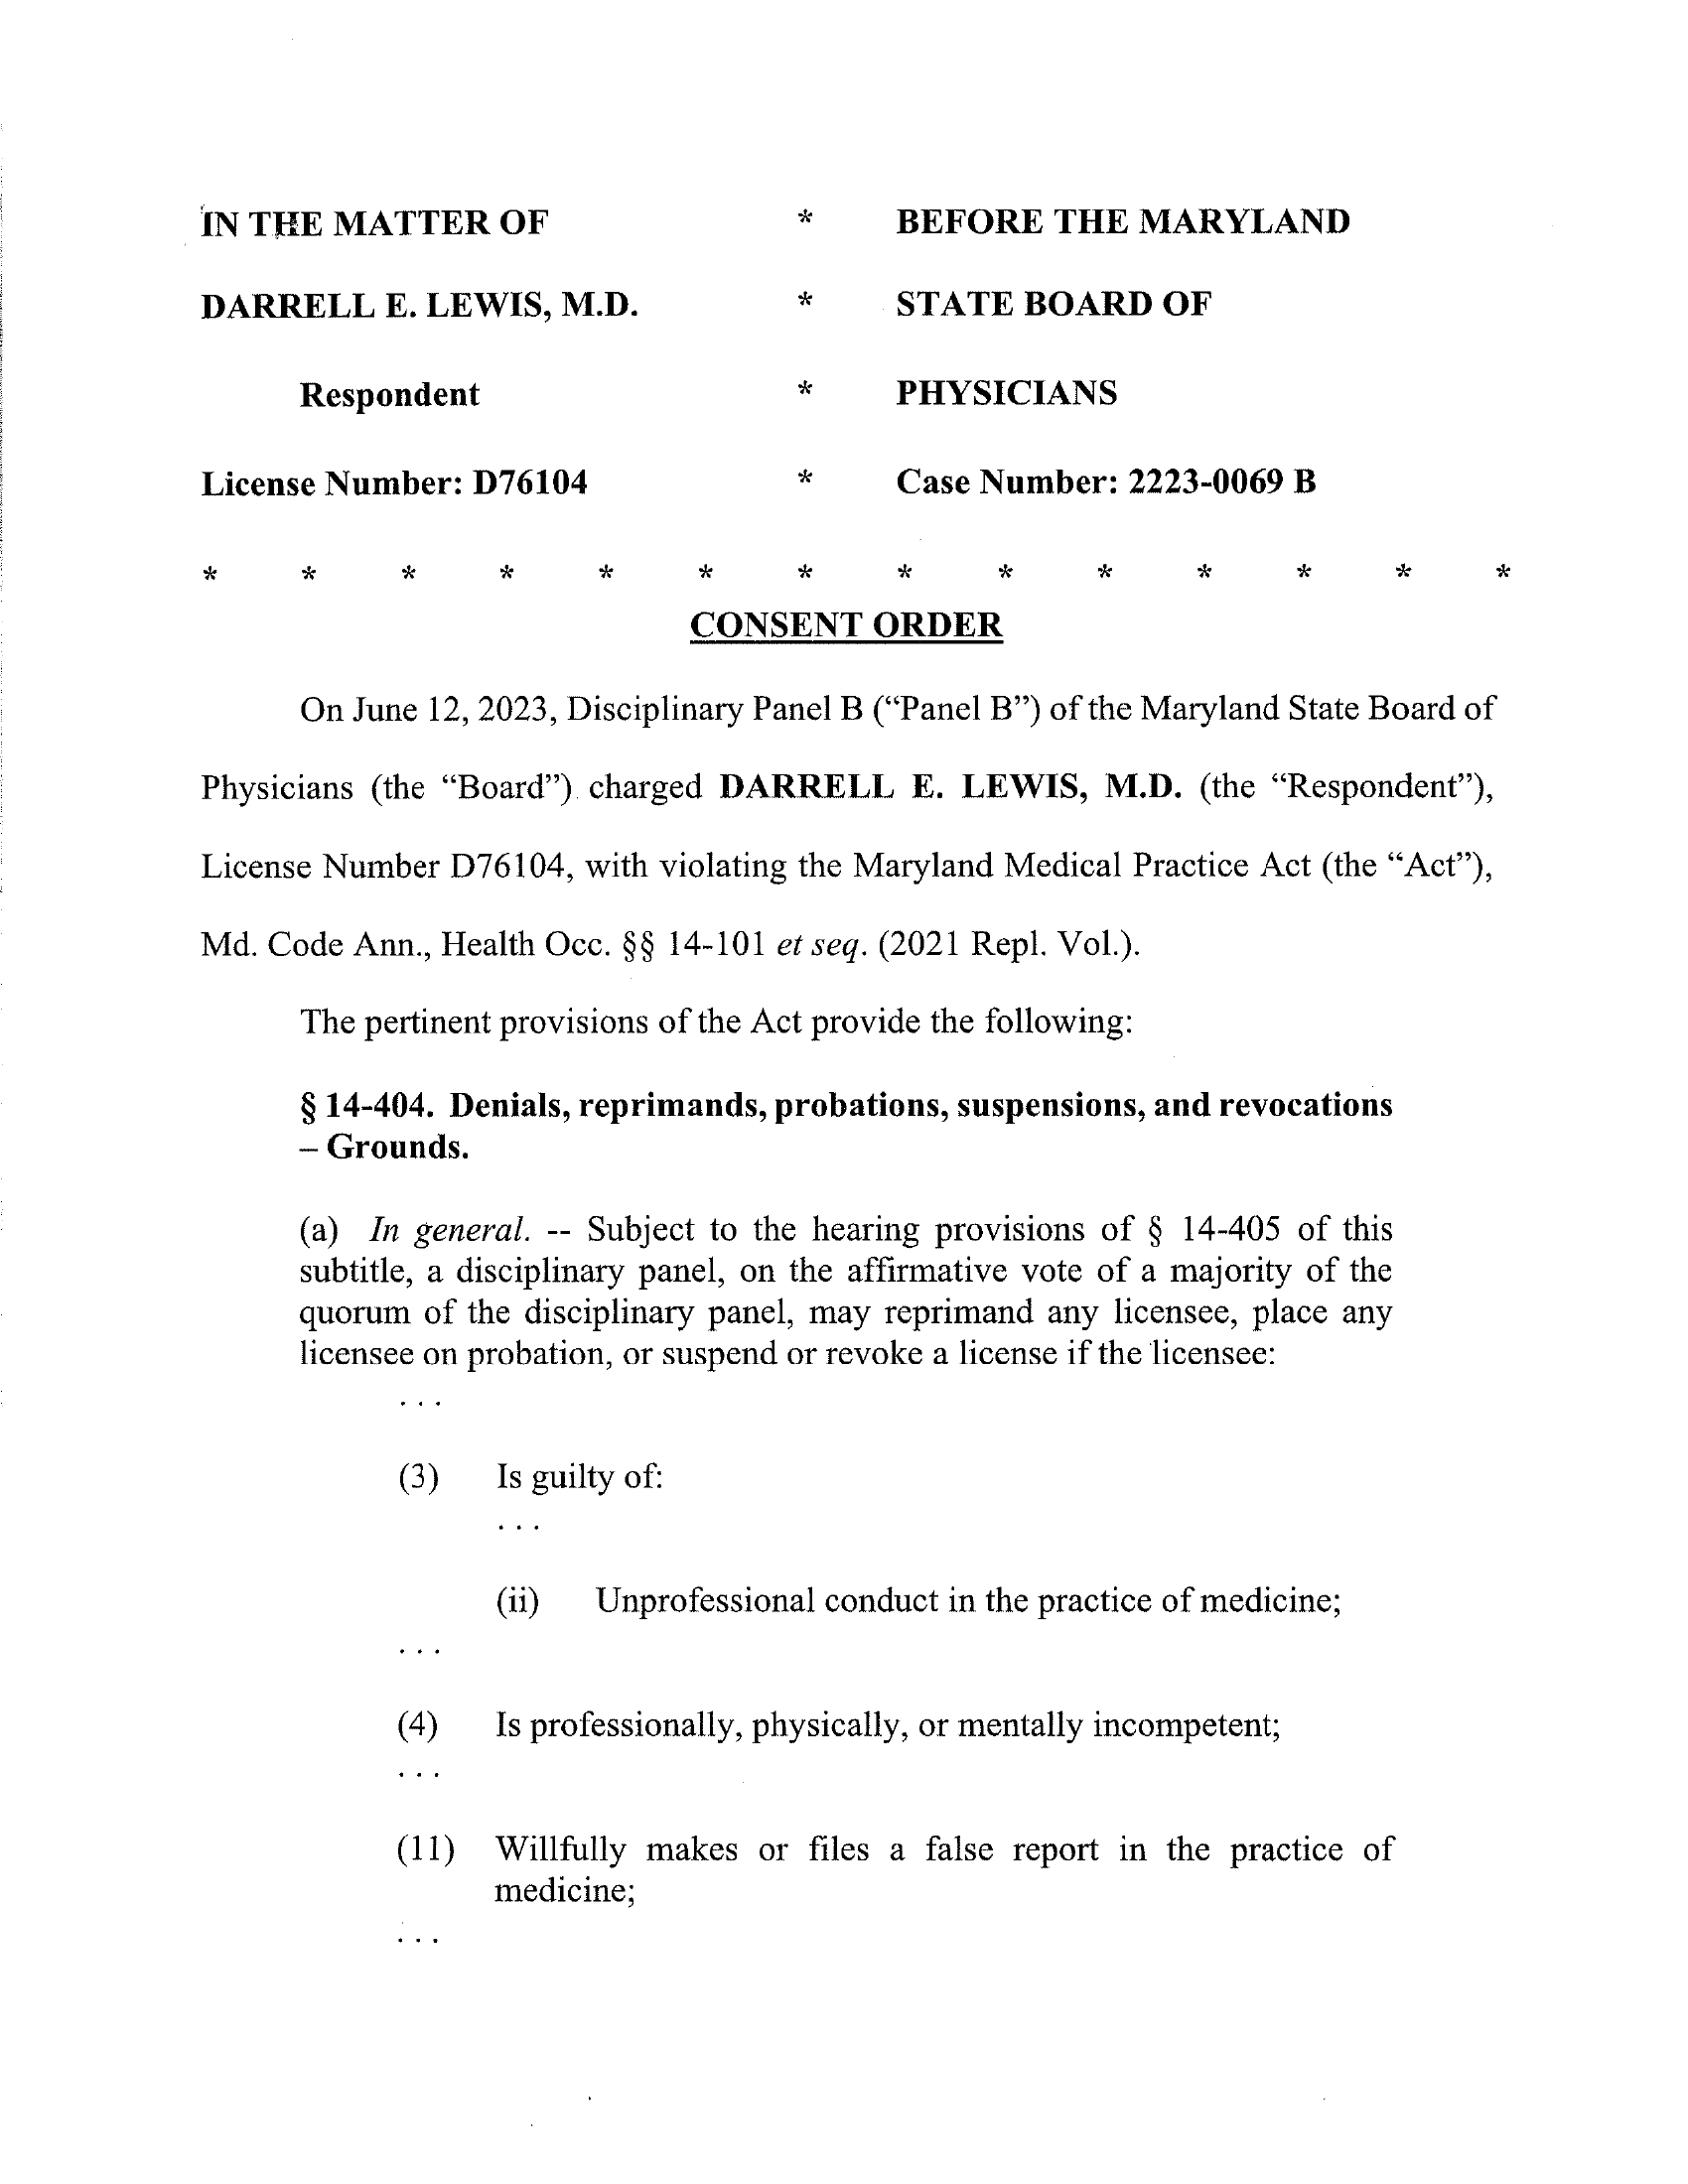 IN THE MATTER OF * BEFORE THE MARYLAND
DARRELL E. LEWIS, M.D. * STATE BOARD OF
Respondent * PHYSICIANS
License Number: D76104 * Case Number: 2223-0069 B
* * * * * * * * * * * * * *
CONSENT ORDER
On June 12, 2023, Disciplinary Panel B (“Panel B”) of the Maryland State Board of
Physicians (the “Board”) charged DARRELL E. LEWIS, M.D. (the “Respondent”),
License Number D76104, with violating the Maryland Medical Practice Act (the “Act”),
Md. Code Ann., Health Occ. §§ 14-101 et seq. (2021 Repl. Vol.).
The pertinent provisions of the Act provide the following:
§ 14-404. Denials, reprimands, probations, suspensions, and revocations
– Grounds.
(a) In general. -- Subject to the hearing provisions of § 14-405 of this
subtitle, a disciplinary panel, on the affirmative vote of a majority of the
quorum of the disciplinary panel, may reprimand any licensee, place any
licensee on probation, or suspend or revoke a license if the licensee:
. . .
(3) Is guilty of:
. . .
(ii) Unprofessional conduct in the practice of medicine;
. . .
(4) Is professionally, physically, or mentally incompetent;
. . .
(11) Willfully makes or files a false report in the practice of
medicine;
. . .